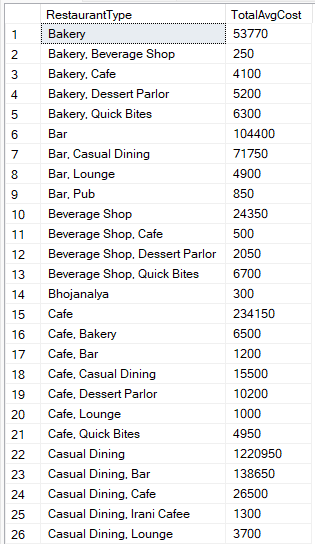 RestaurantType TotalAvgCost
1 Bakery 53770
2 Bakery, Beverage Shop 250
3 Bakery, Cafe 4100
4 Bakery, Dessert Parlor 5200
5 Bakery, Quick Bites 6300
6 Bar 104400
7 Bar, Casual Dining 71750
8 Bar, Lounge 4900
9 Bar, Pub 850
10 Beverage Shop 24350
11 Beverage Shop, Cafe 500
12 Beverage Shop, Dessert Parlor 2050
13 Beverage Shop, Quick Bites 6700
14 Bhojanalya 300
15 Cafe 234150
16 Cafe, Bakery 6500
17 Cafe, Bar 1200
18 Cafe, Casual Dining 15500
19 Cafe, Dessert Parlor 10200
20 Cafe, Lounge 1000
21 Cafe, Quick Bites 4950
22 Casual Dining 1220950
23 Casual Dining, Bar 138650
24 Casual Dining, Cafe 26500
25 Casual Dining, Irani Cafee 1300
26 Casual Dining, Lounge 3700